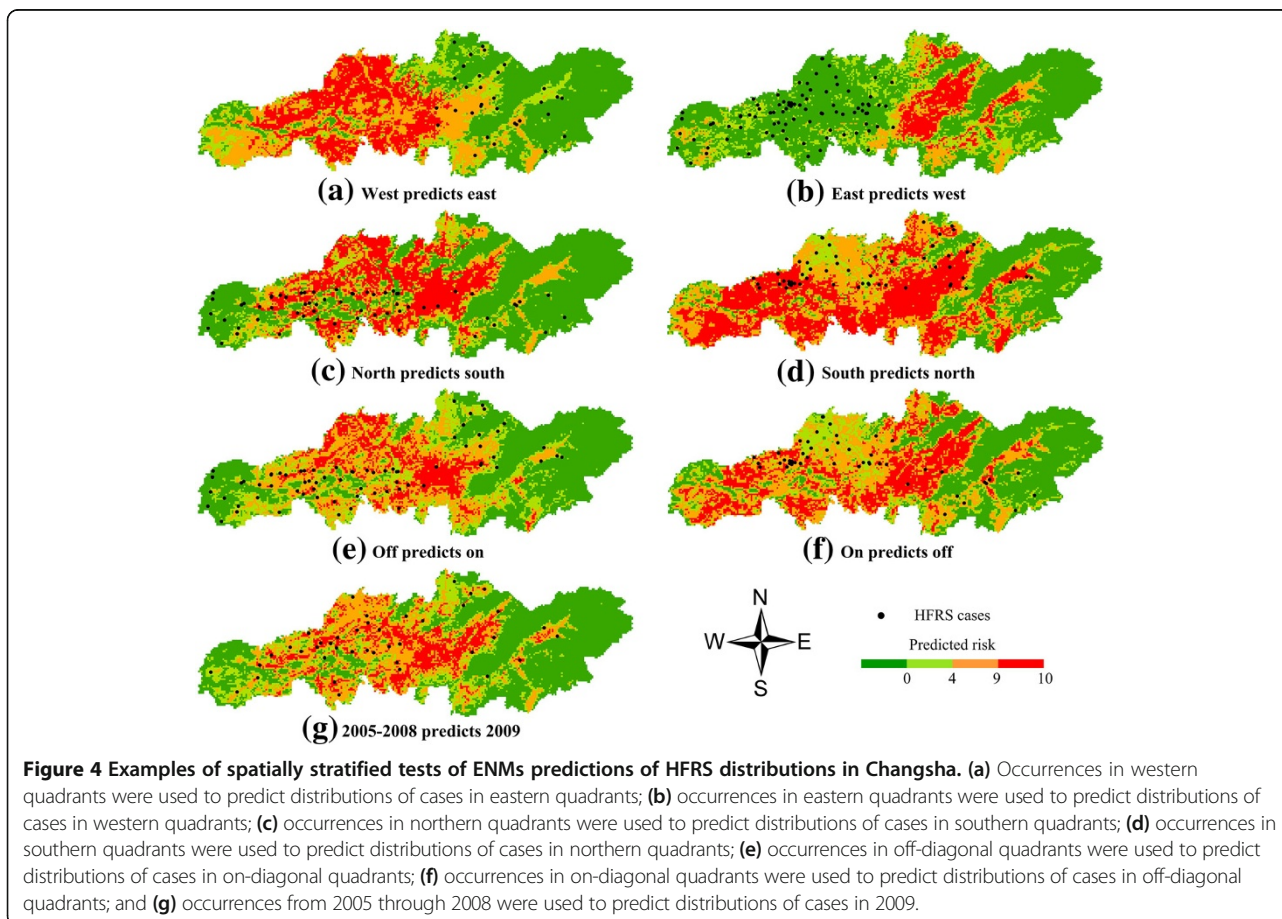 (a) West predicts east
(b) East predicts west
(c) North predicts south
(d) South predicts north
(e) Off predicts on
(f) On predicts off
(g) 2005-2008 predicts 2009
N
W E
S
HFRS cases
Predicted risk
0 4 9 10
Figure 4 Examples of spatially stratified tests of ENMs predictions of HFRS distributions in Changsha. (a) Occurrences in western
quadrants were used to predict distributions of cases in eastern quadrants; (b) occurrences in eastern quadrants were used to predict distributions of
cases in western quadrants; (c) occurrences in northern quadrants were used to predict distributions of cases in southern quadrants; (d) occurrences in
southern quadrants were used to predict distributions of cases in northern quadrants; (e) occurrences in off-diagonal quadrants were used to predict
distributions of cases in on-diagonal quadrants; (f) occurrences in on-diagonal quadrants were used to predict distributions of cases in off-diagonal
quadrants; and (g) occurrences from 2005 through 2008 were used to predict distributions of cases in 2009.